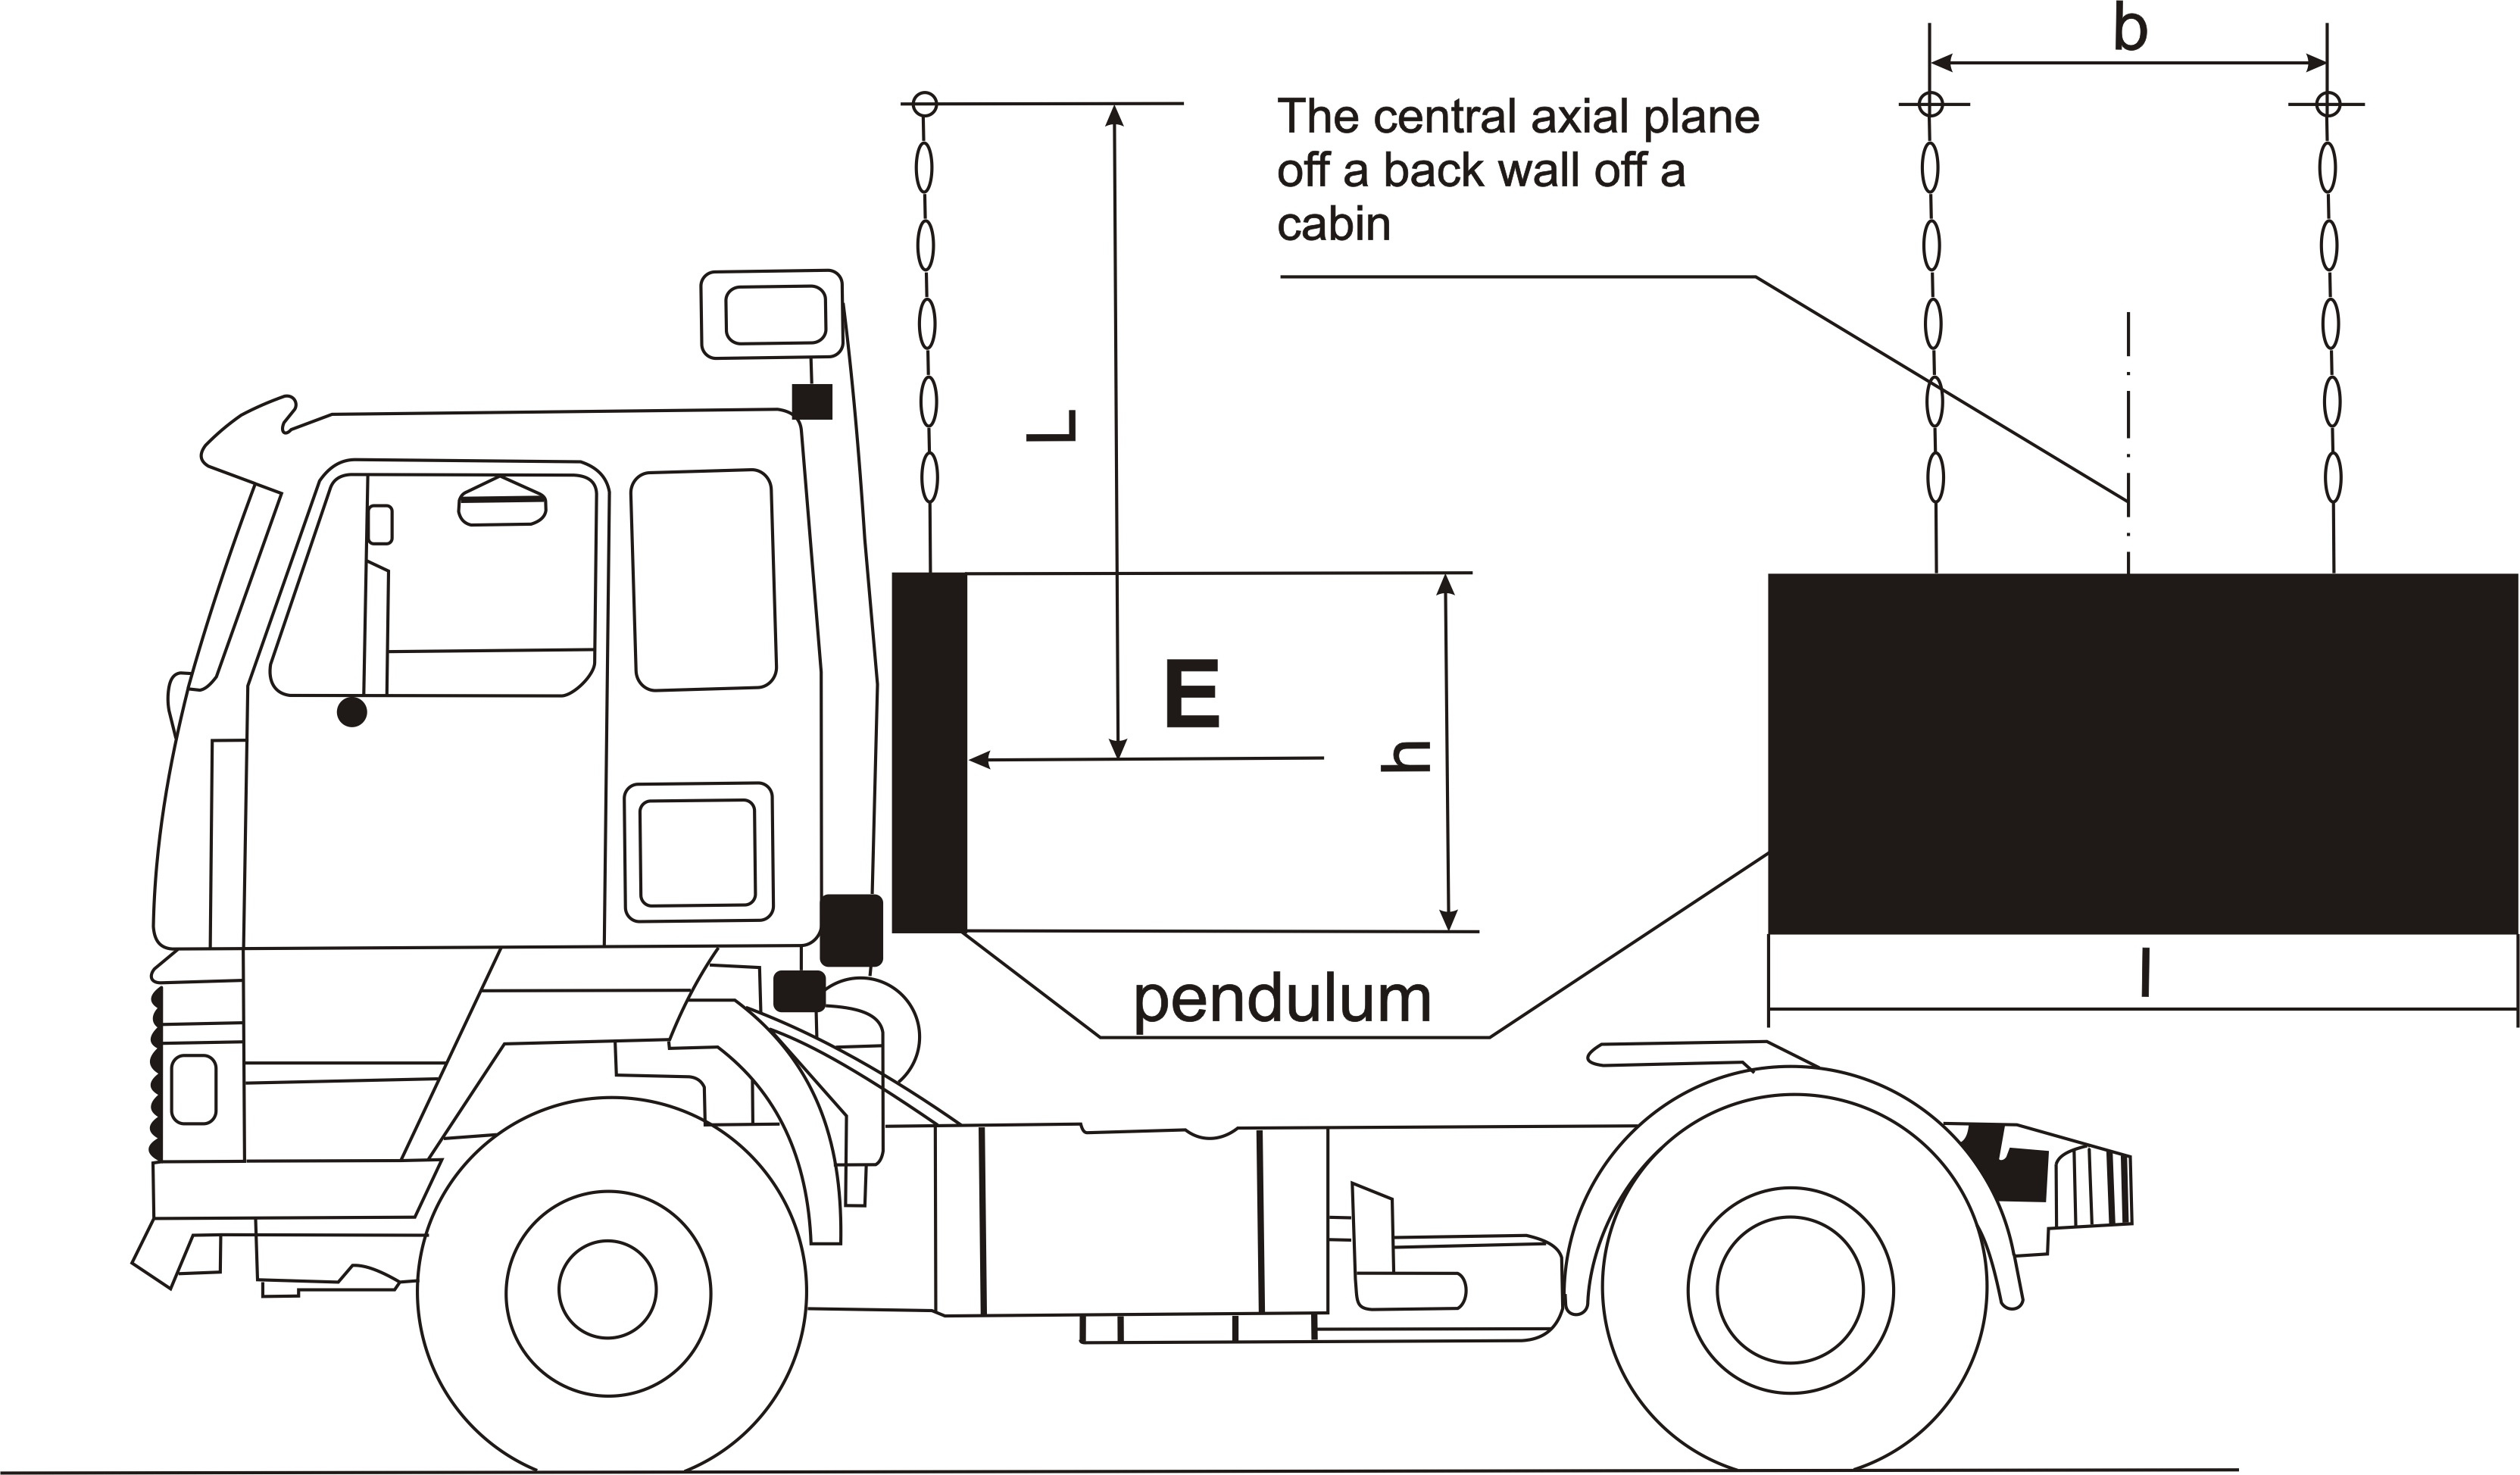 b
The central axial plane
off a back wall off a
cabin
L
E
h
pendulum
l